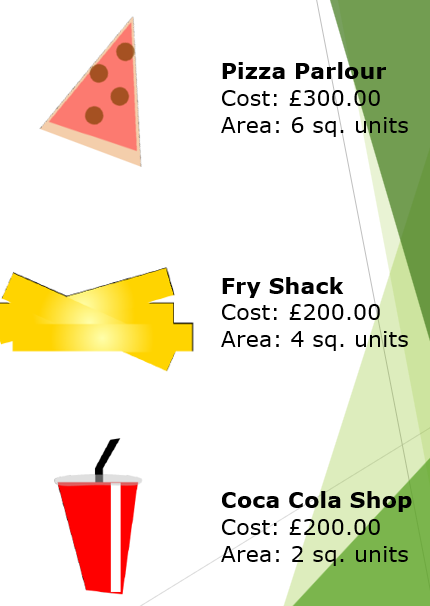 Pizza Parlour
Cost: £300.00
Area: 6 sq. units
Fry Shack
Cost: £200.00
Area: 4 sq. units
Coca Cola Shop
Cost: £200.00
Area: 2 sq. units